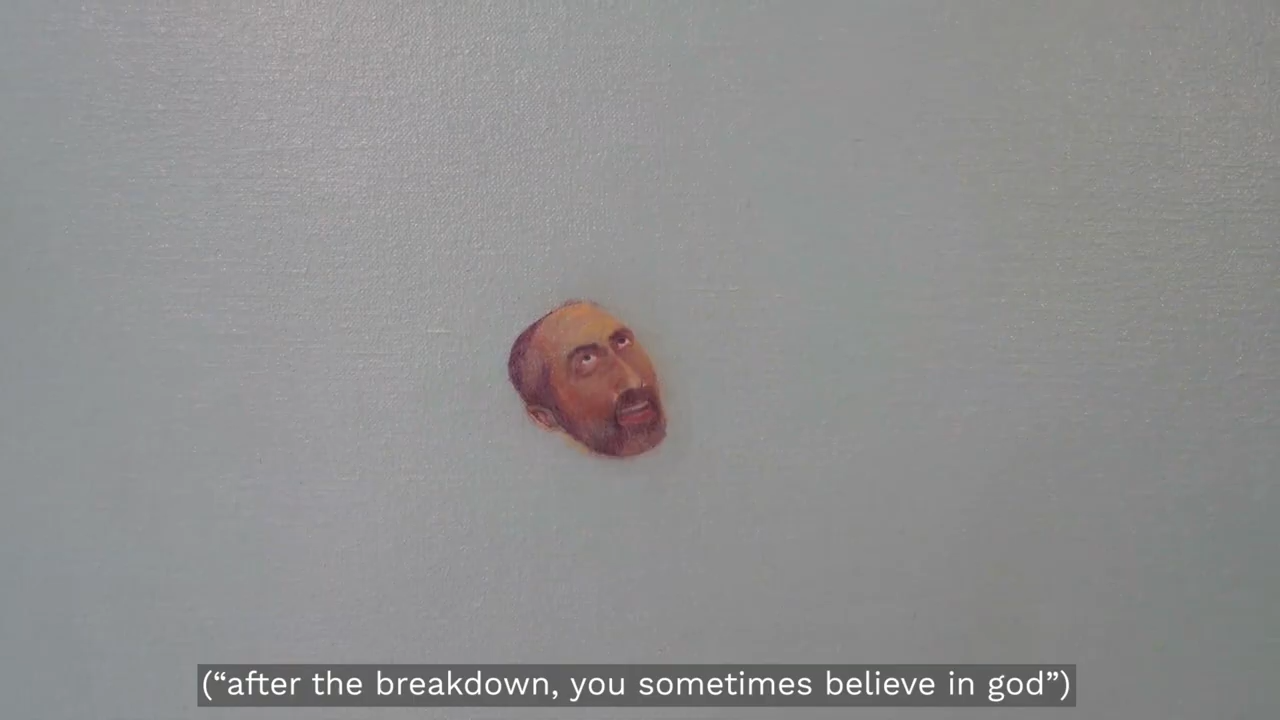 (“after the breakdown, you sometimes believe in god”)